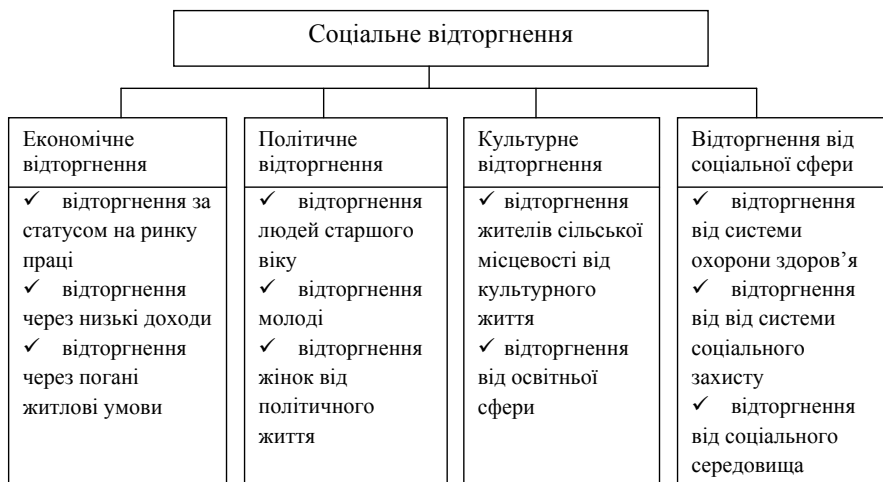 Соціальне відторгнення
Економічне
відторгнення
✓ відторгнення за
статусом на ринку
праці
✓ відторгнення
через низькі доходи
✓ відторгнення
через погані
житлові умови
Політичне
відторгнення
✓ відторгнення
людей старшого
віку
✓ відторгнення
молоді
✓ відторгнення
жінок від
політичного
життя
Культурне
відторгнення
✓ відторгнення
жителів сільської
місцевості від
культурного
життя
✓ відторгнення
від освітньої
сфери
Відторгнення від
соціальної сфери
✓ відторгнення
від системи
охорони здоров’я
✓ відторгнення
від від системи
соціального
захисту
✓ відторгнення
від соціального
середовища